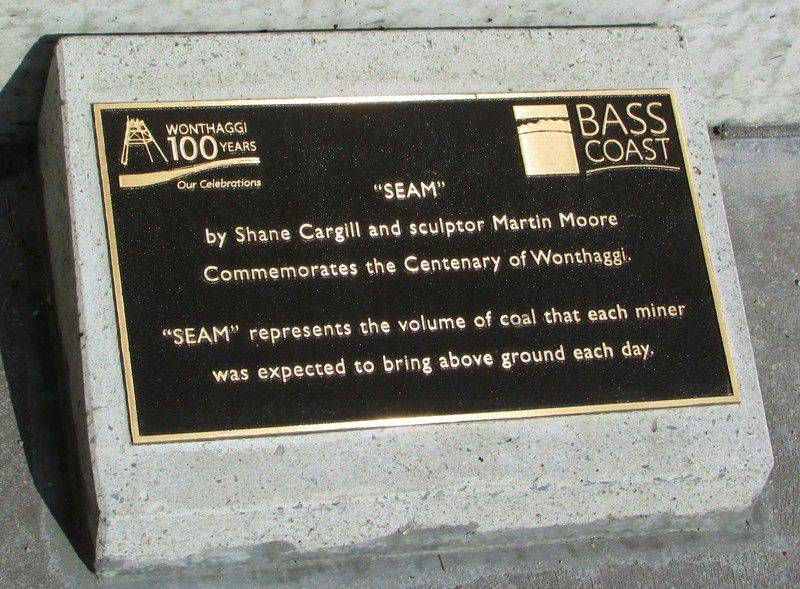 WONTHAGGI
100 YEARS
Our Celebrations
BASS
COAST
“SEAM”
by Shane Cargill and sculptor Martin Moore
Commemorates the Centenary of Wonthaggi.
“SEAM” represents the volume of coal that each miner
was expected to bring above ground each day.